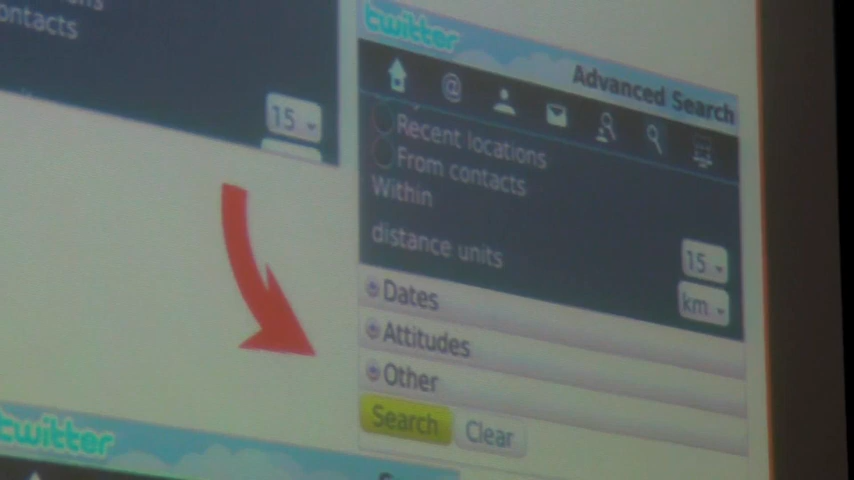 contacts
15
twitter
Advanced Search
@
Recent locations
From contacts
Within
distance units
15
km
Dates
Attitudes
Other
Search
Clear
twitter